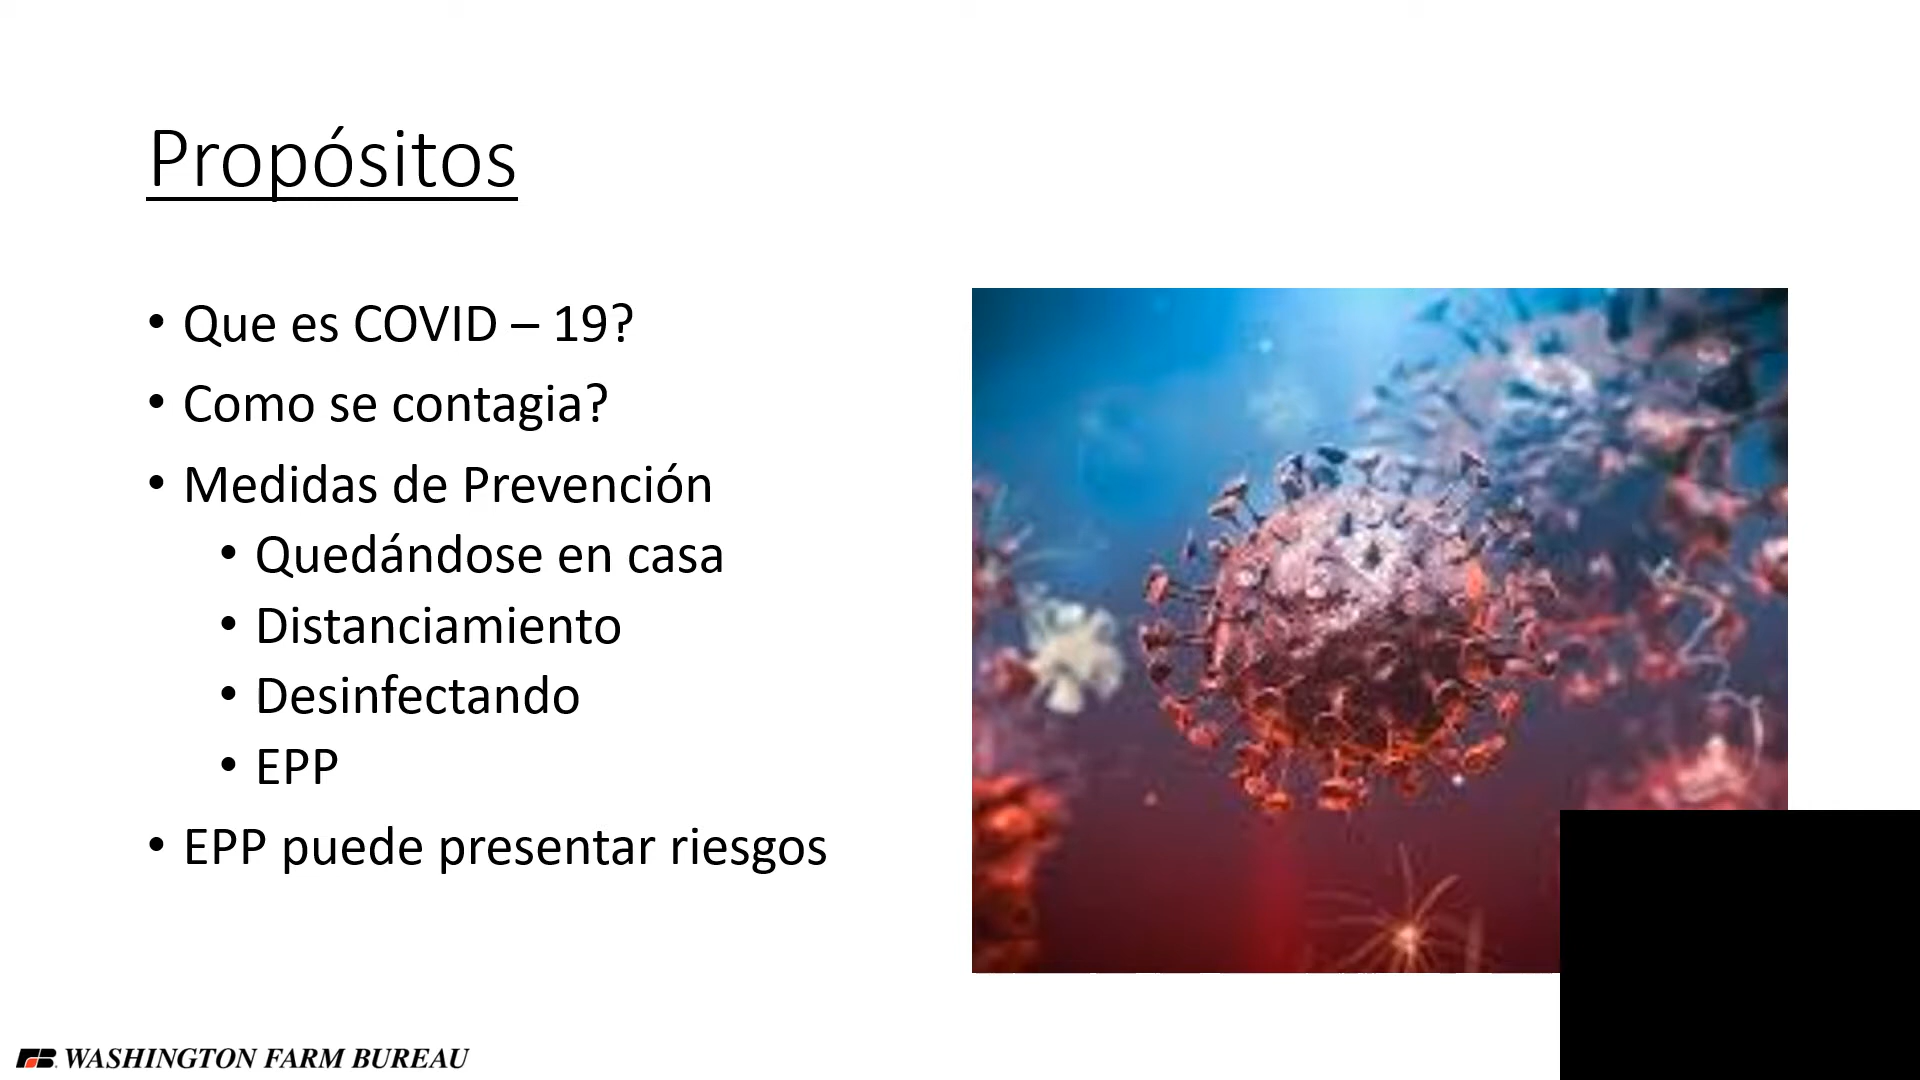 Propósitos
• Que es COVID – 19?
• Como se contagia?
• Medidas de Prevención
• Quedándose en casa
• Distanciamiento
• Desinfectando
• EPP
• EPP puede presentar riesgos
FB WASHINGTON FARM BUREAU